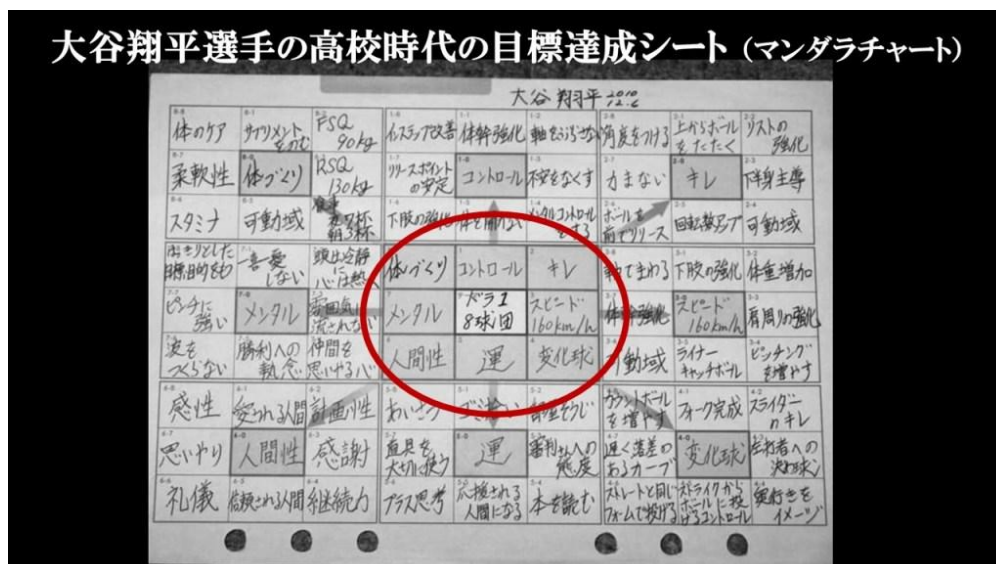 大谷翔平選手の高校時代の目標達成シート（マンダラチャート）
大谷 翔平 2010 12.6
体のケア サプリメントをのむ FSQ 90kg インステップ改善 体幹強化 軸をぶらさない 角度をつける 上からボールをたたく リストの強化
柔軟性 体づくり RSQ 130kg リリースポイントの安定 コントロール 不安をなくす 力まない キレ 下半身主導
スタミナ 可動域 食事 夜7杯 朝3杯 下肢の強化 体を開かない メンタルコントロールをする ボールを前でリリース 回転数アップ 可動域
はっきりとした目標、目的をもつ 一喜一憂しない 頭は冷静に心は熱く 体づくり コントロール キレ 軸でまわる 下肢の強化 体重増加
ピンチに強い メンタル 雰囲気に流されない メンタル ドラ1 8球団 スピード 160km/h 体幹強化 スピード 160km/h 肩周りの強化
波をつくらない 勝利への執念 仲間を思いやる心 人間性 運 変化球 可動域 ライナーキャッチボール ピッチングを増やす
感性 愛される人間 計画性 あいさつ ゴミ拾い 部屋そうじ カウントボールを増やす フォーク完成 スライダーのキレ
思いやり 人間性 感謝 道具を大切に使う 運 審判さんへの態度 遅く落差のあるカーブ 変化球 左打者への決め球
礼儀 信頼される人間 継続力 プラス思考 応援される人間になる 本を読む ストレートと同じフォームで投げる ストライクからボールに投げるコントロール 奥行きをイメージ